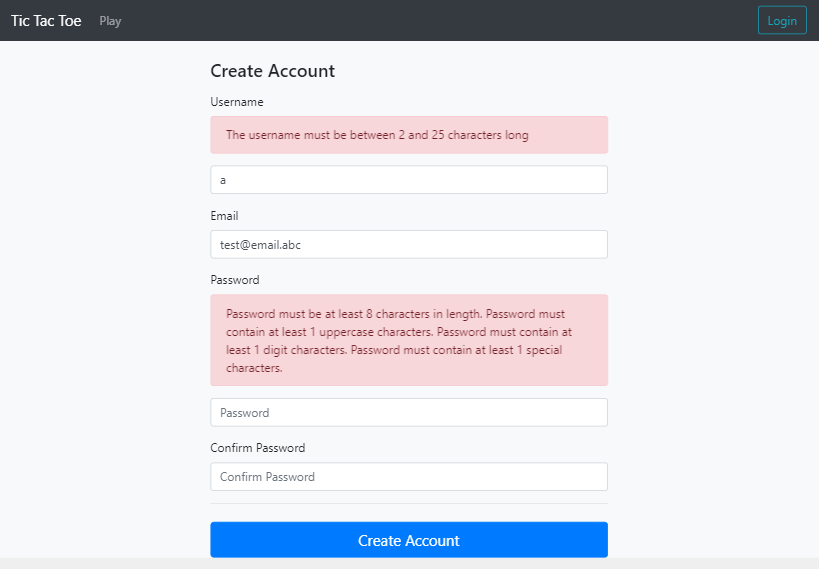 Tic Tac Toe Play Login
Create Account
Username
The username must be between 2 and 25 characters long
a
Email
test@email.abc
Password
Password must be at least 8 characters in length. Password must
contain at least 1 uppercase characters. Password must contain at
least 1 digit characters. Password must contain at least 1 special
characters.
Password
Confirm Password
Confirm Password
Create Account